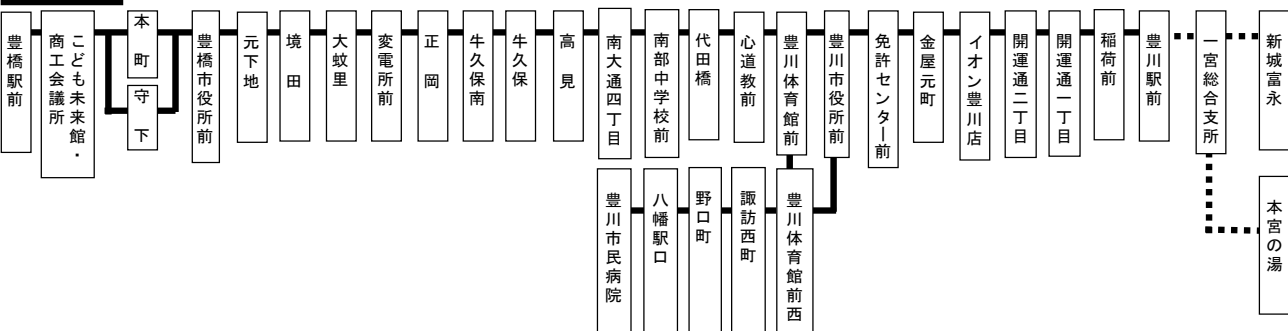 豊橋駅前
こども未来館・
商工会議所
本町
守下
豊橋市役所前
元下地
境田
大蚊里
変電所前
正岡
牛久保南
牛久保
高見
南大通四丁目
南部中学校前
代田橋
心道教前
豊川体育館前
豊川市役所前
免許センター前
金屋元町
イオン豊川店
開運通二丁目
開運通一丁目
稲荷前
豊川駅前
一宮総合支所
新城富永
豊川市民病院
八幡駅口
野口町
諏訪西町
豊川体育館前西
本宮の湯